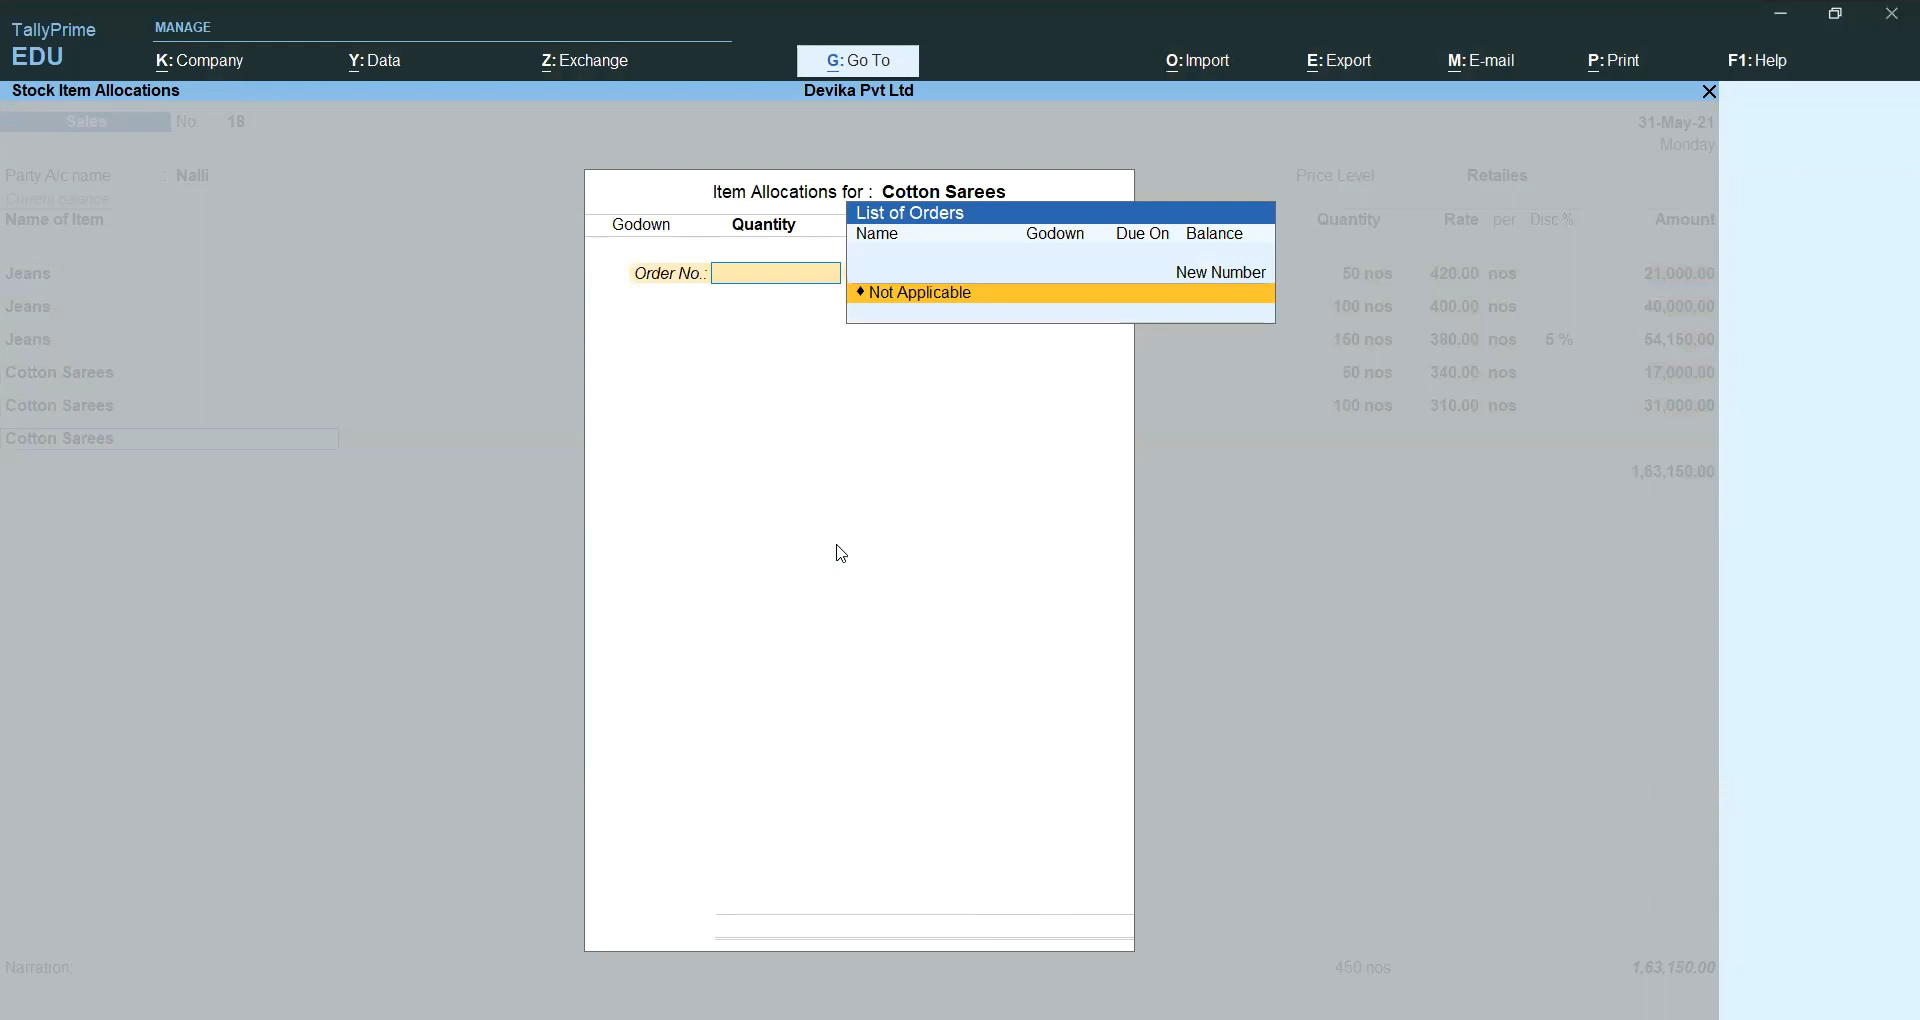 TallyPrime
EDU
MANAGE
K: Company Y: Data Z: Exchange G: Go To O: Import E: Export M: E-mail P: Print F1: Help
Stock Item Allocations Devika Pvt Ltd
Sales No. 18 31-May-21
Monday
Party A/c name : Nalli Price Level Retailes
Current balance
Name of Item Quantity Rate per Disc % Amount
Item Allocations for : Cotton Sarees
Godown Quantity
Order No.:
List of Orders
Name Godown Due On Balance
New Number
♦ Not Applicable
Jeans 50 nos 420.00 nos 21,000.00
Jeans 100 nos 400.00 nos 40,000.00
Jeans 150 nos 380.00 nos 5 % 54,150.00
Cotton Sarees 50 nos 340.00 nos 17,000.00
Cotton Sarees 100 nos 310.00 nos 31,000.00
Cotton Sarees
1,63,150.00
Narration: 450 nos 1,63,150.00